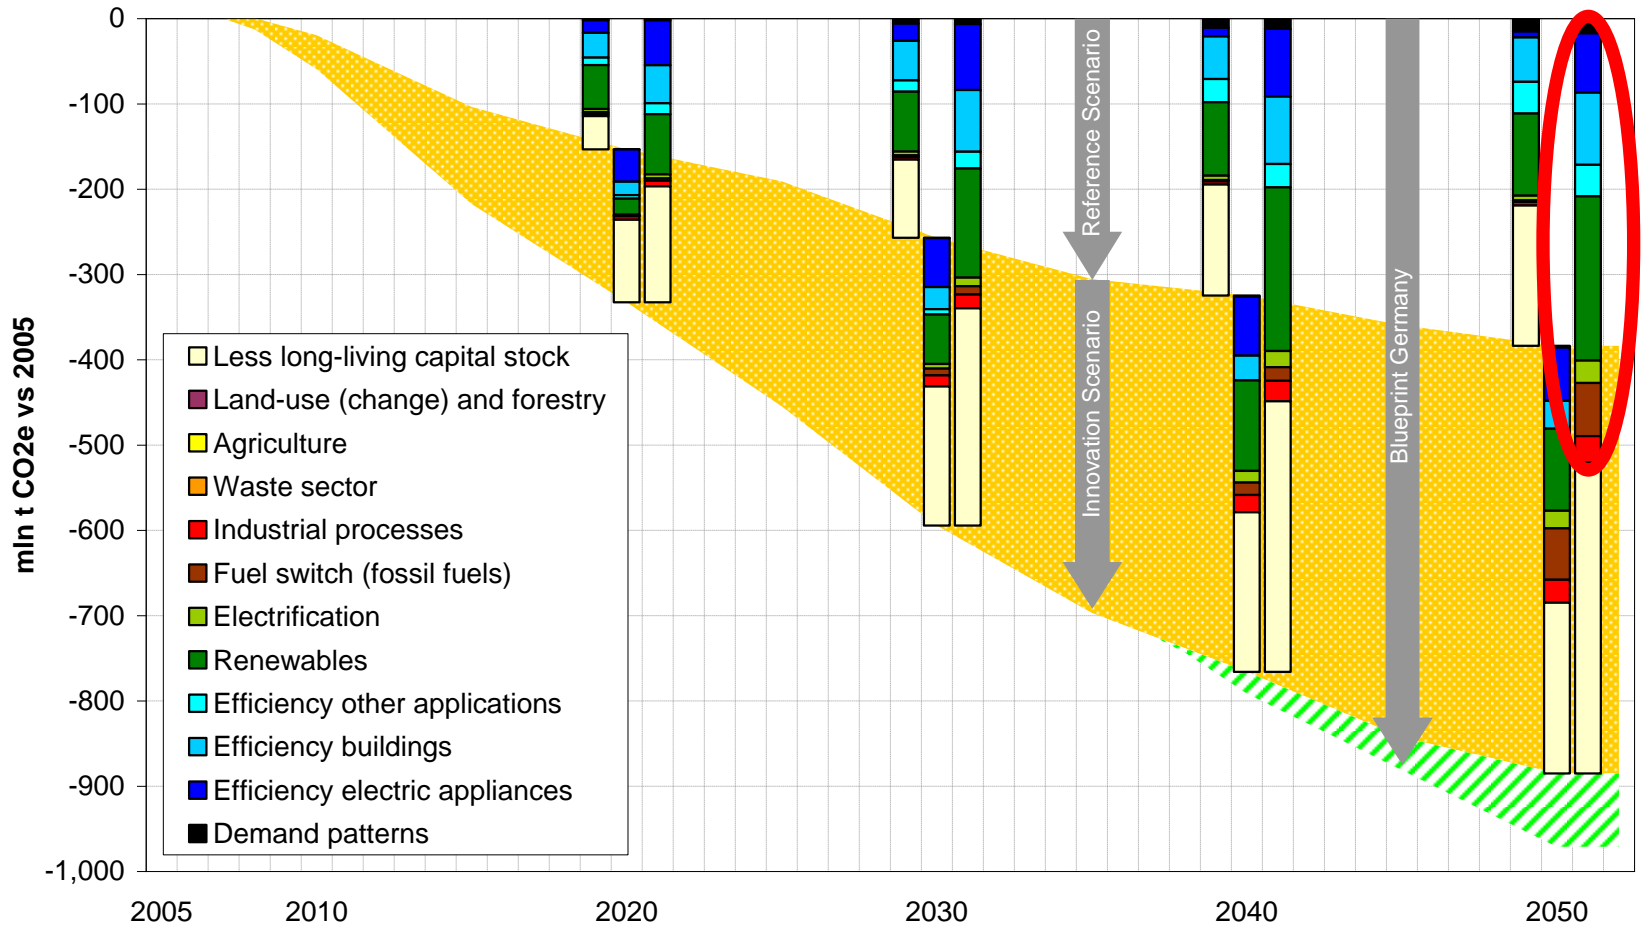 0
-100
-200
-300
-400
-500
-600
-700
-800
-900
-1,000
mln t CO2e vs 2005
Less long-living capital stock
Land-use (change) and forestry
Agriculture
Waste sector
Industrial processes
Fuel switch (fossil fuels)
Electrification
Renewables
Efficiency other applications
Efficiency buildings
Efficiency electric appliances
Demand patterns
Reference Scenario
Innovation Scenario
Blueprint Germany
2005 2010 2020 2030 2040 2050